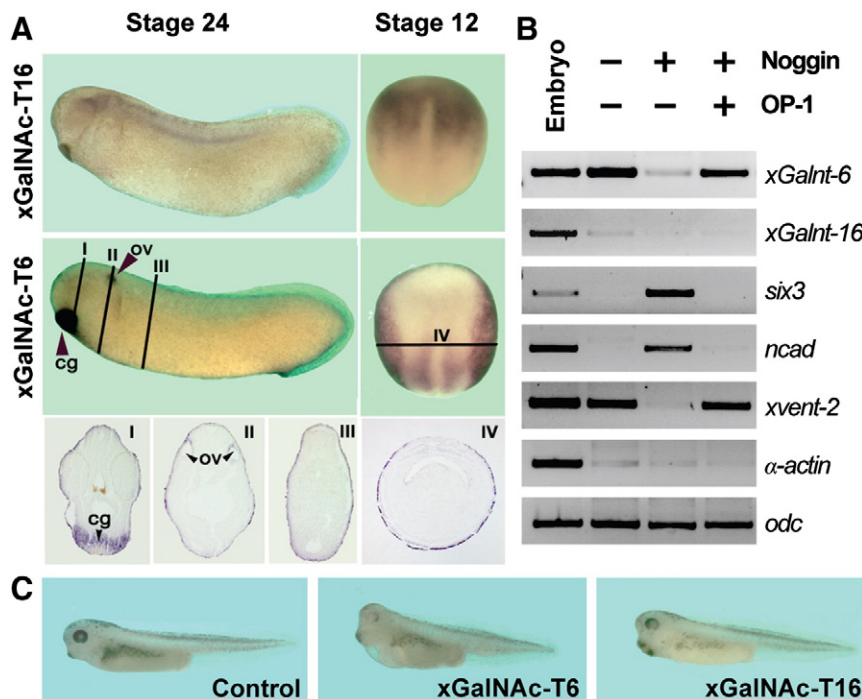 A
Stage 24
Stage 12
xGalNAc-T16
xGalNAc-T6
I
II
ov
III
cg
IV
I
cg
II
ov
III
IV
B
Embryo
− + + Noggin
− − + OP-1
xGalnt-6
xGalnt-16
six3
ncad
xvent-2
α-actin
odc
C
Control
xGalNAc-T6
xGalNAc-T16